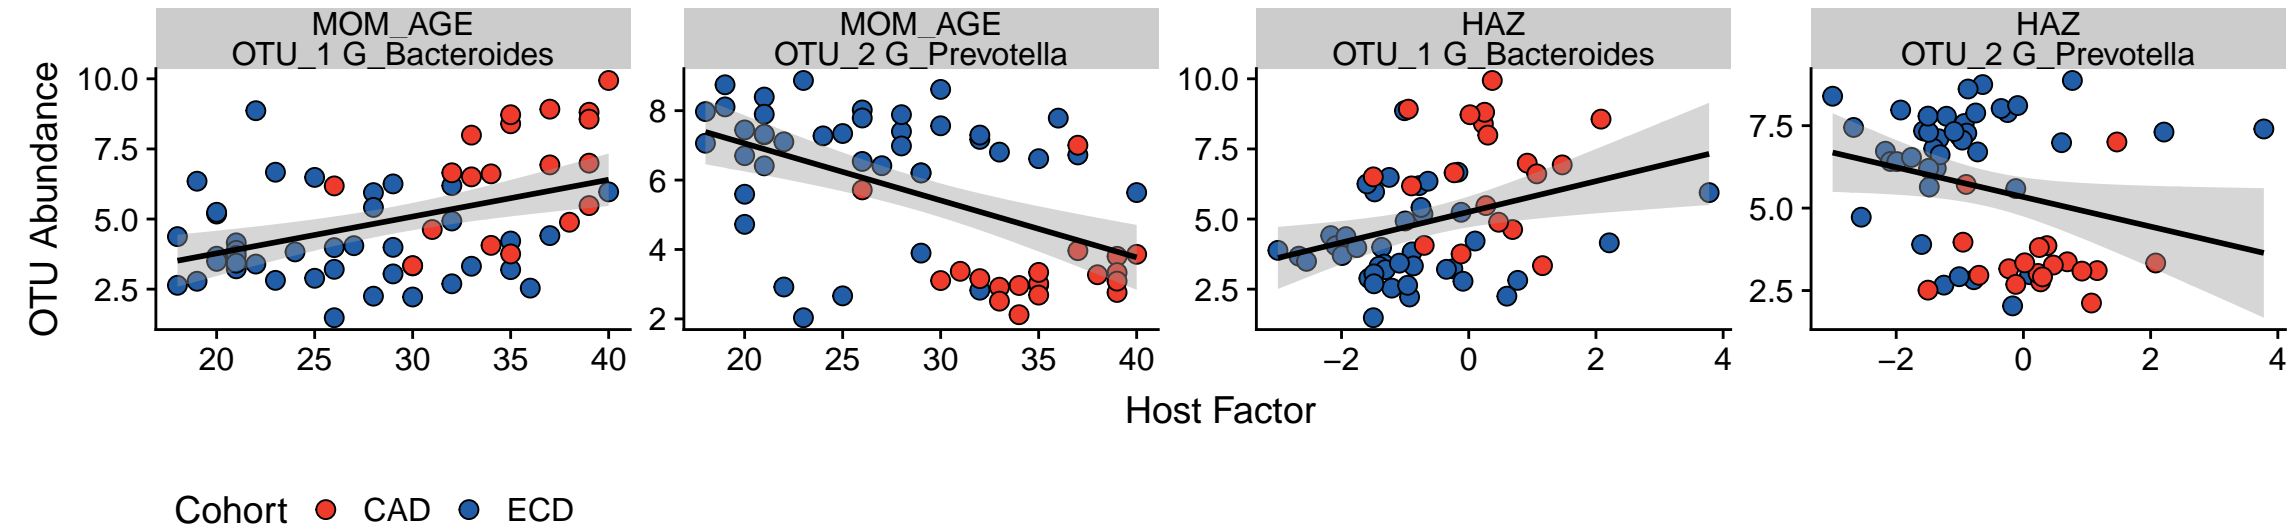 MOM_AGE
OTU_1 G_Bacteroides
MOM_AGE
OTU_2 G_Prevotella
HAZ
OTU_1 G_Bacteroides
HAZ
OTU_2 G_Prevotella
OTU Abundance
10.0
7.5
5.0
2.5
20 25 30 35 40
8
6
4
2
20 25 30 35 40
10.0
7.5
5.0
2.5
−2 0 2 4
7.5
5.0
2.5
−2 0 2 4
Host Factor
Cohort CAD ECD